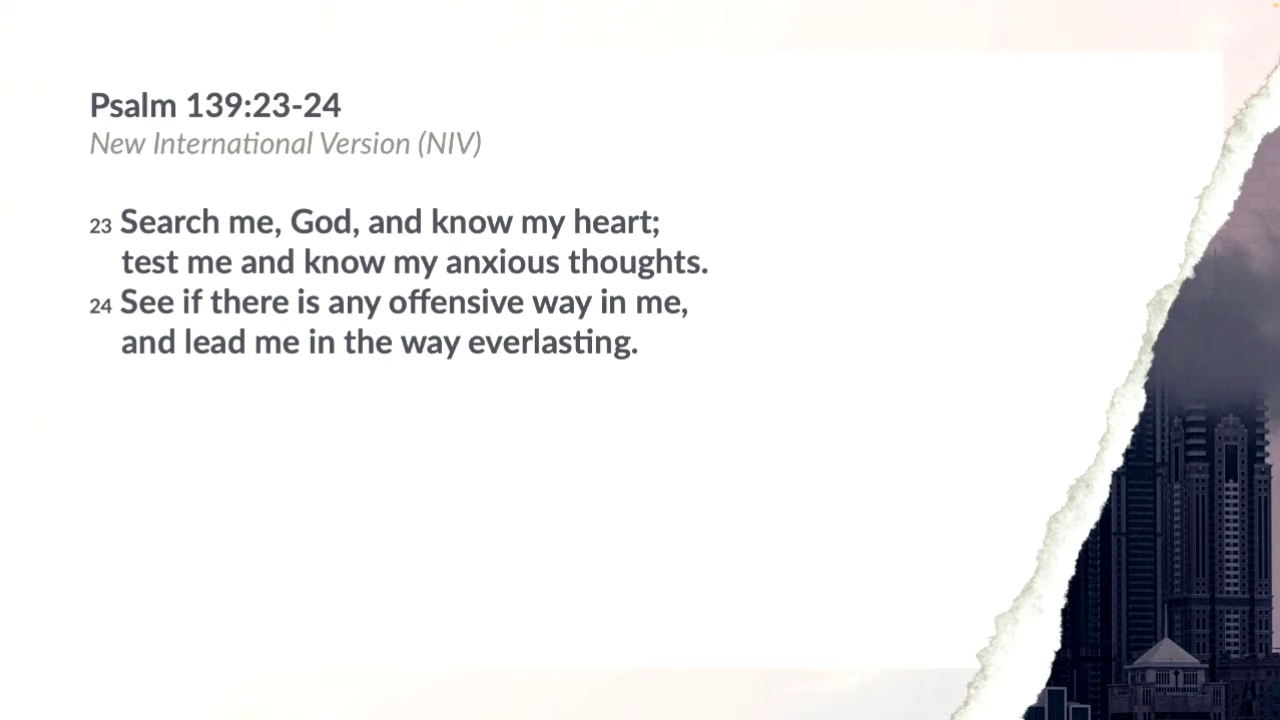 Psalm 139:23-24
New International Version (NIV)
23 Search me, God, and know my heart;
test me and know my anxious thoughts.
24 See if there is any offensive way in me,
and lead me in the way everlasting.